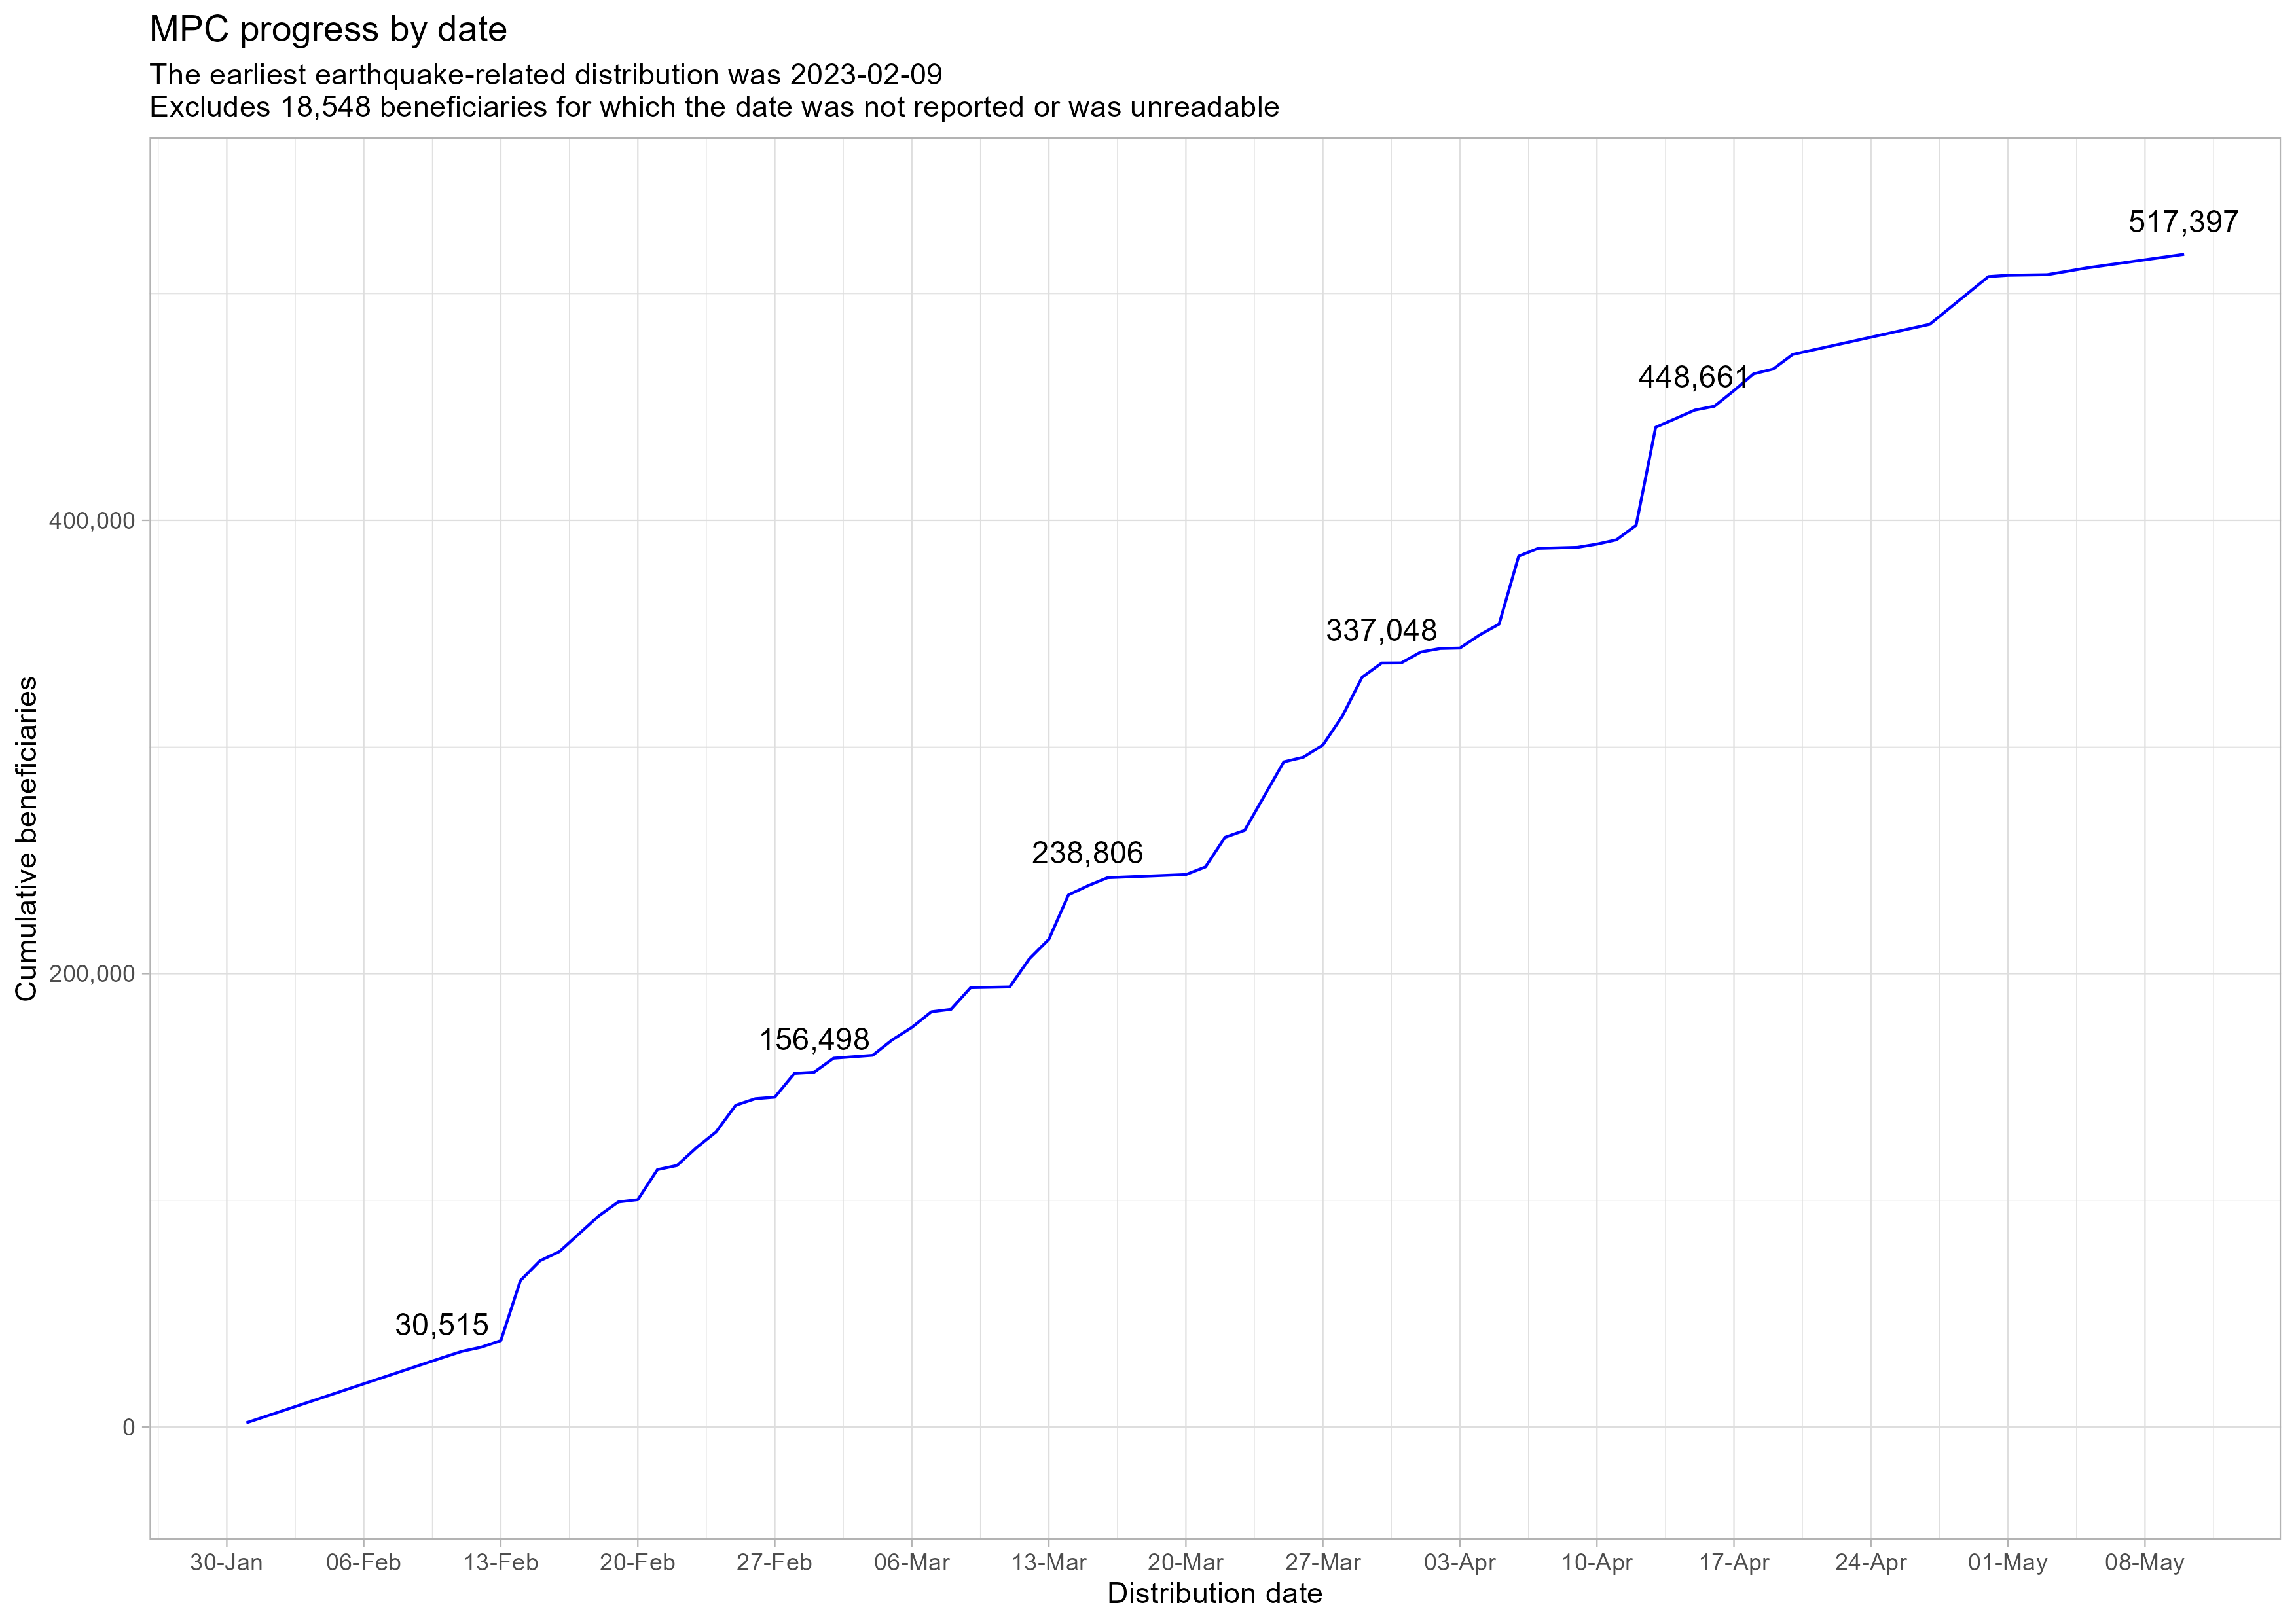 MPC progress by date
The earliest earthquake-related distribution was 2023-02-09
Excludes 18,548 beneficiaries for which the date was not reported or was unreadable
517,397
448,661
400,000
337,048
238,806
200,000
156,498
30,515
0
Cumulative beneficiaries
30-Jan 06-Feb 13-Feb 20-Feb 27-Feb 06-Mar 13-Mar 20-Mar 27-Mar 03-Apr 10-Apr 17-Apr 24-Apr 01-May 08-May
Distribution date